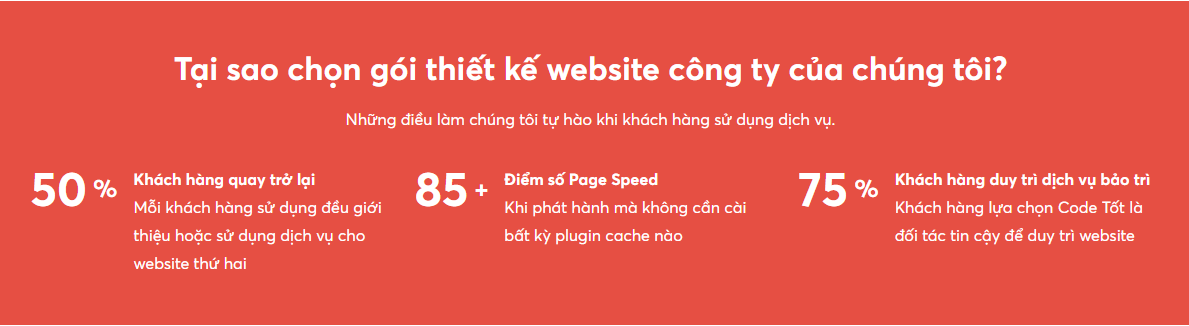 Tại sao chọn gói thiết kế website công ty của chúng tôi?
Những điều làm chúng tôi tự hào khi khách hàng sử dụng dịch vụ.
50 %
Khách hàng quay trở lại
Mỗi khách hàng sử dụng đều giới
thiệu hoặc sử dụng dịch vụ cho
website thứ hai
85 +
Điểm số Page Speed
Khi phát hành mà không cần cài
bất kỳ plugin cache nào
75 %
Khách hàng duy trì dịch vụ bảo trì
Khách hàng lựa chọn Code Tốt là
đối tác tin cậy để duy trì website